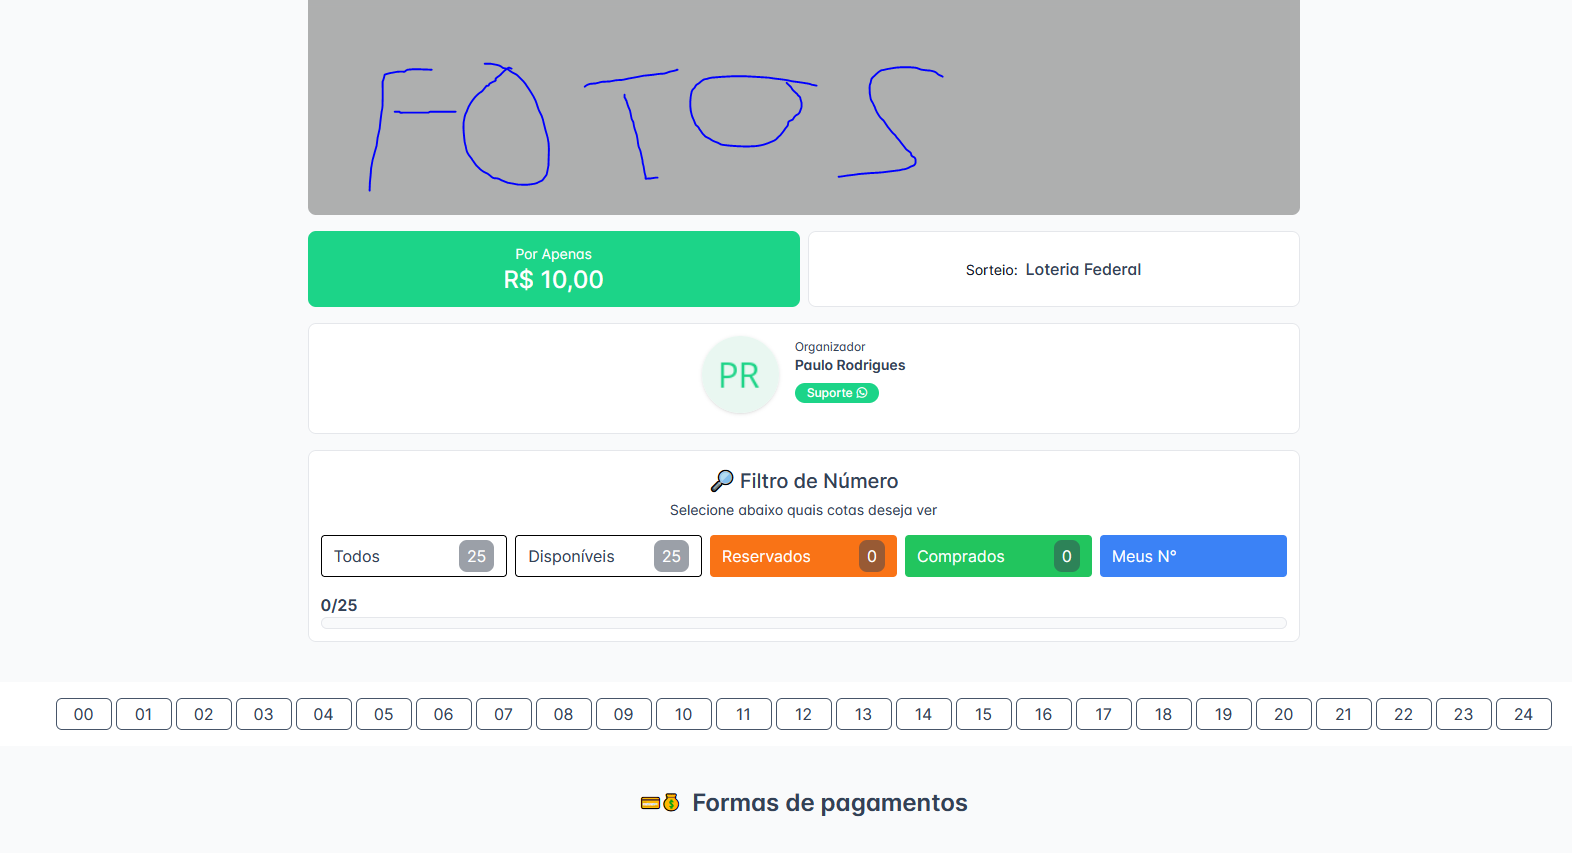 FOTOS
Por Apenas
R$ 10,00
Sorteio: Loteria Federal
PR
Organizador
Paulo Rodrigues
Suporte
Filtro de Número
Selecione abaixo quais cotas deseja ver
Todos 25 Disponíveis 25 Reservados 0 Comprados 0 Meus N°
0/25
00 01 02 03 04 05 06 07 08 09 10 11 12 13 14 15 16 17 18 19 20 21 22 23 24
Formas de pagamentos